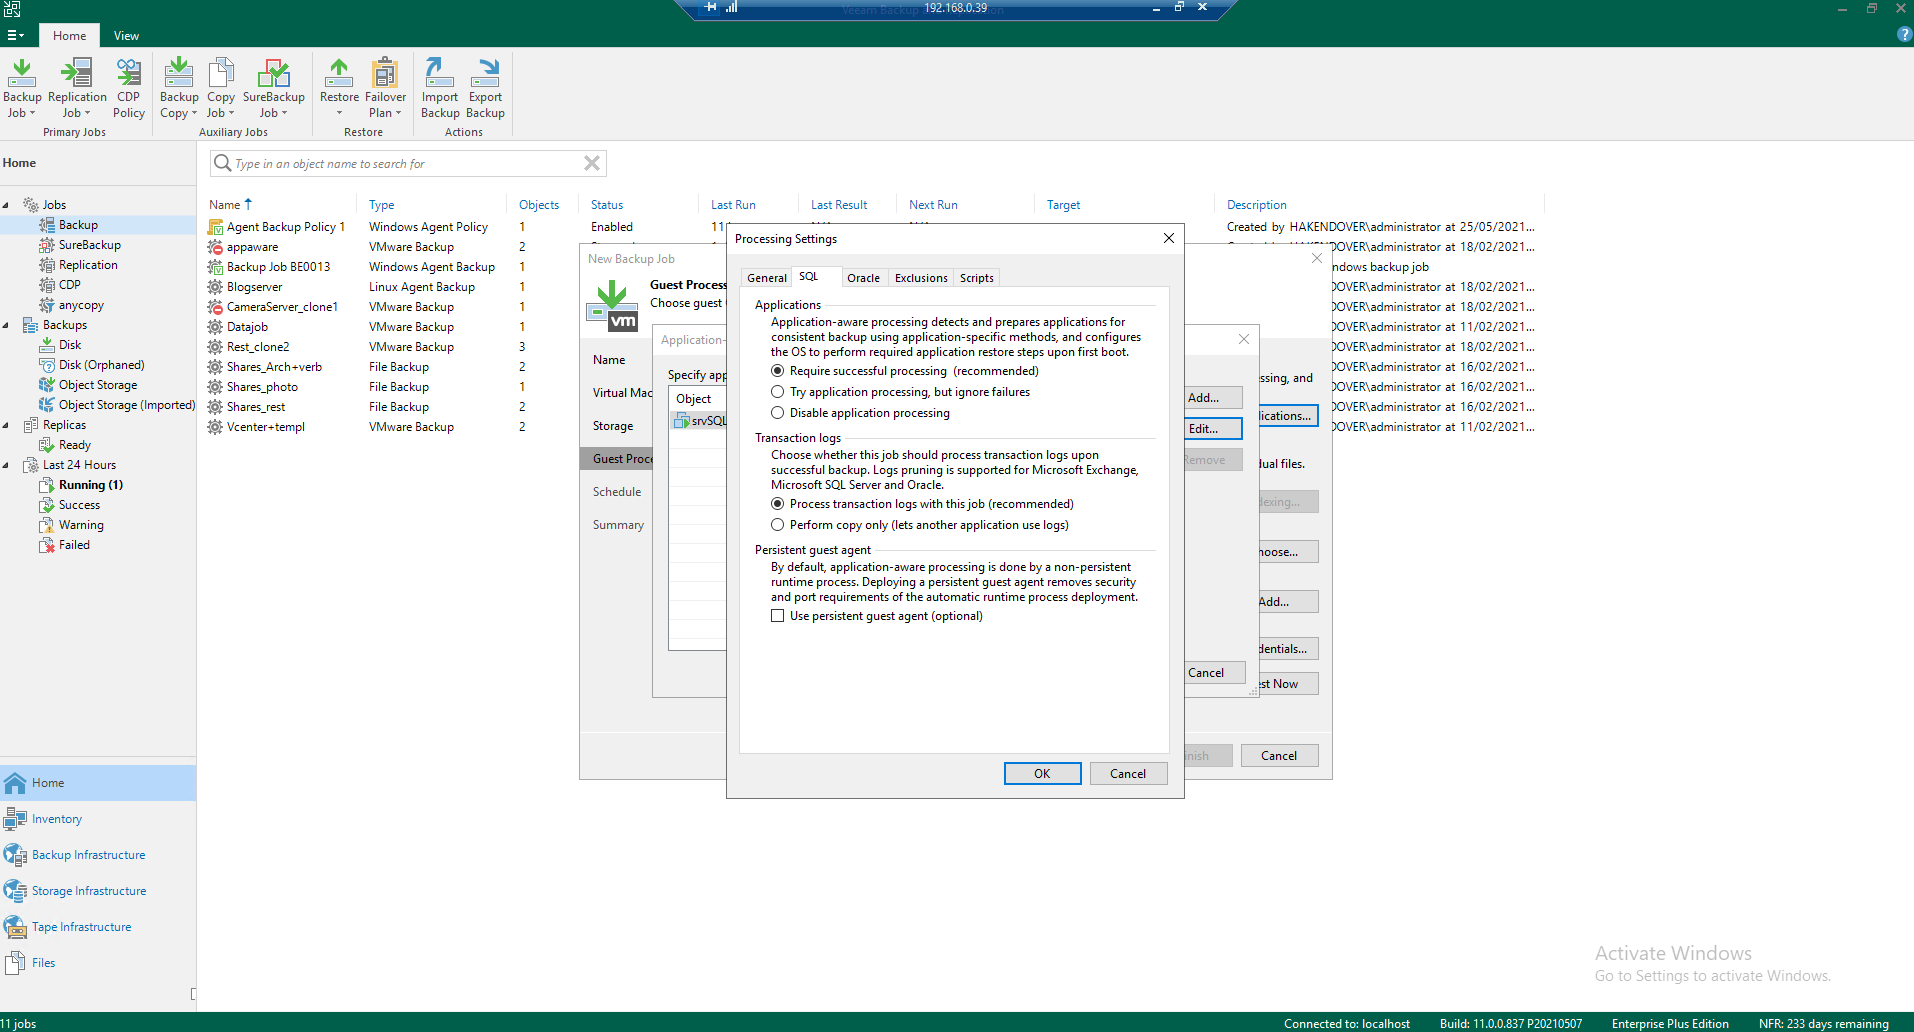 192.168.0.39
Home
View
Backup Job
Replication Job
CDP Policy
Primary Jobs
Backup Copy
Copy Job
SureBackup Job
Auxiliary Jobs
Restore
Failover Plan
Restore
Import Backup
Export Backup
Actions
Home
Jobs
Backup
SureBackup
Replication
CDP
anycopy
Backups
Disk
Disk (Orphaned)
Object Storage
Object Storage (Imported)
Replicas
Ready
Last 24 Hours
Running (1)
Success
Warning
Failed
Home
Inventory
Backup Infrastructure
Storage Infrastructure
Tape Infrastructure
Files
Type in an object name to search for
Name Type Objects Status Last Run Last Result Next Run Target Description
Agent Backup Policy 1 Windows Agent Policy 1 Enabled Created by HAKENDOVER\administrator at 25/05/2021...
appaware VMware Backup 2 at 18/02/2021...
Backup Job BE0013 Windows Agent Backup 1 ndows backup job
Blogserver Linux Agent Backup 1 OVER\administrator at 18/02/2021...
CameraServer_clone1 VMware Backup 1 OVER\administrator at 18/02/2021...
Datajob VMware Backup 1 OVER\administrator at 11/02/2021...
Rest_clone2 VMware Backup 3 OVER\administrator at 18/02/2021...
Shares_Arch+verb File Backup 2 OVER\administrator at 16/02/2021...
Shares_photo File Backup 1 OVER\administrator at 16/02/2021...
Shares_rest File Backup 2 OVER\administrator at 16/02/2021...
Vcenter+templ VMware Backup 2 OVER\administrator at 11/02/2021...
New Backup Job
Guest Process
Choose guest
vm
Name
Virtual Mac
Storage
Guest Proce
Schedule
Summary
ssing, and
lications...
dual files.
dexing...
hoose...
Add...
dentials...
est Now
inish
Cancel
Application-
Specify app
Object
srvSQL
Add...
Edit...
Remove
Cancel
Processing Settings
General SQL Oracle Exclusions Scripts
Applications
Application-aware processing detects and prepares applications for
consistent backup using application-specific methods, and configures
the OS to perform required application restore steps upon first boot.
Require successful processing (recommended)
Try application processing, but ignore failures
Disable application processing
Transaction logs
Choose whether this job should process transaction logs upon
successful backup. Logs pruning is supported for Microsoft Exchange,
Microsoft SQL Server and Oracle.
Process transaction logs with this job (recommended)
Perform copy only (lets another application use logs)
Persistent guest agent
By default, application-aware processing is done by a non-persistent
runtime process. Deploying a persistent guest agent removes security
and port requirements of the automatic runtime process deployment.
Use persistent guest agent (optional)
OK
Cancel
Activate Windows
Go to Settings to activate Windows.
11 jobs
Connected to: localhost
Build: 11.0.0.837 P20210507
Enterprise Plus Edition
NFR: 233 days remaining